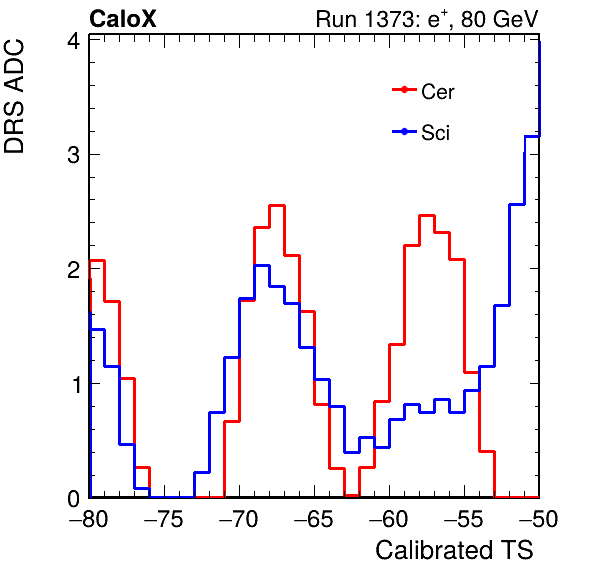 CaloX Run 1373: e⁺, 80 GeV
DRS ADC
4
3
2
1
0
Cer
Sci
−80 −75 −70 −65 −60 −55 −50
Calibrated TS